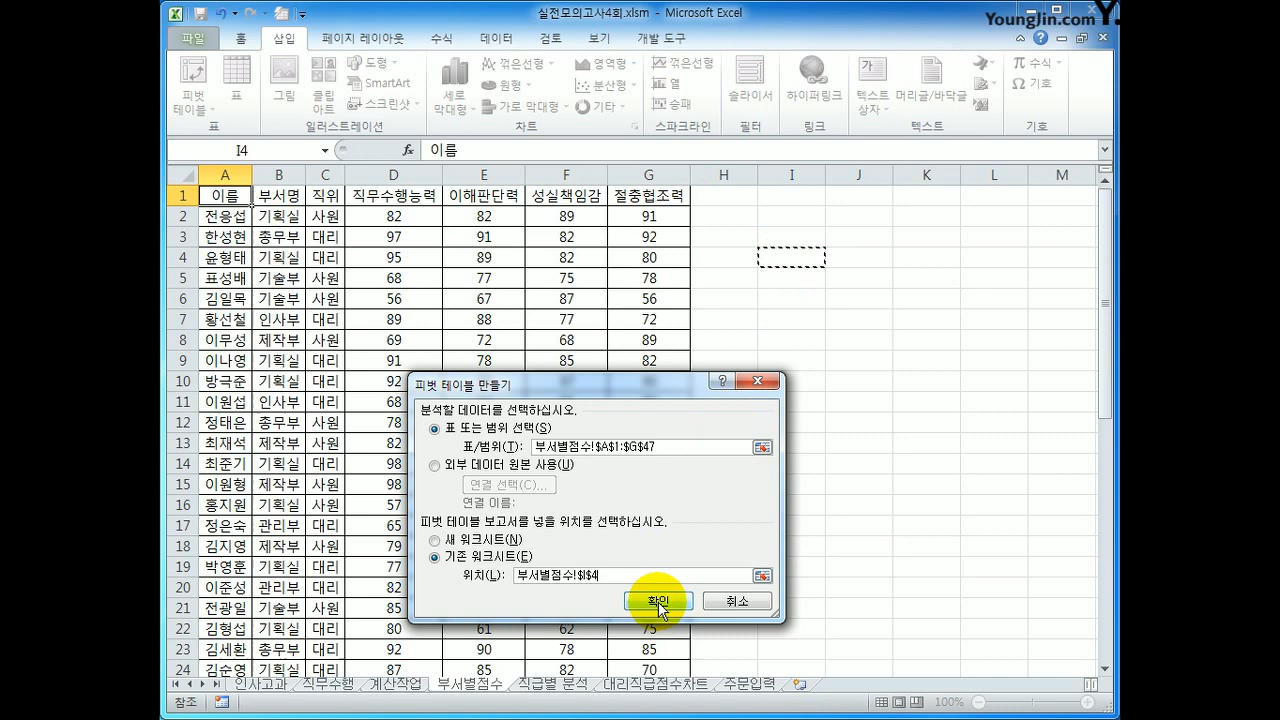 실전모의고사4회.xlsm - Microsoft Excel
YoungJin.com Y.
파일 홈 삽입 페이지 레이아웃 수식 데이터 검토 보기 개발 도구
피벗 테이블 표 그림 클립 아트 도형 SmartArt 스크린샷 세로 막대형 꺾은선형 원형 가로 막대형 영역형 분산형 기타 꺾은선형 열 승패 슬라이서 하이퍼링크 텍스트 상자 머리글/바닥글 수식 기호
표 일러스트레이션 차트 스파크라인 필터 링크 텍스트 기호
I4 fx 이름
A B C D E F G H I J K L M
1 이름 부서명 직위 직무수행능력 이해판단력 성실책임감 절충협조력
2 전응섭 기획실 사원 82 82 89 91
3 한성현 총무부 대리 97 91 82 92
4 윤형태 기획실 대리 95 89 82 80
5 표성배 기술부 사원 68 77 75 78
6 김일목 기술부 사원 56 67 87 56
7 황선철 인사부 대리 89 88 77 72
8 이무성 제작부 사원 69 72 68 89
9 이나영 기획실 대리 91 78 85 82
10 방극준 기획실 대리 92
11 이원섭 인사부 대리 68
12 정태은 총무부 대리 78
13 최재석 제작부 사원 82
14 최준기 기획실 대리 98
15 이원형 제작부 사원 98
16 홍지원 기획실 사원 57
17 정은숙 관리부 대리 65
18 김지영 제작부 사원 79
19 박영훈 기획실 대리 77
20 이준성 관리부 대리 82
21 전광일 기술부 사원 85
22 김형섭 기획실 대리 80 61 62 75
23 김세환 총무부 대리 92 90 78 85
24 김순영 기획실 대리 87 85 82 70
피벗 테이블 만들기
분석할 데이터를 선택하십시오.
표 또는 범위 선택(S)
표/범위(T): 부서별점수!$A$1:$G$47
외부 데이터 원본 사용(U)
연결 선택(C)...
연결 이름:
피벗 테이블 보고서를 넣을 위치를 선택하십시오.
새 워크시트(N)
기존 워크시트(E)
위치(L): 부서별점수!$I$4
확인 취소
인사고과 직무수행 계산작업 부서별점수 직급별 분석 대리직급점수차트 주문입력
참조 100%